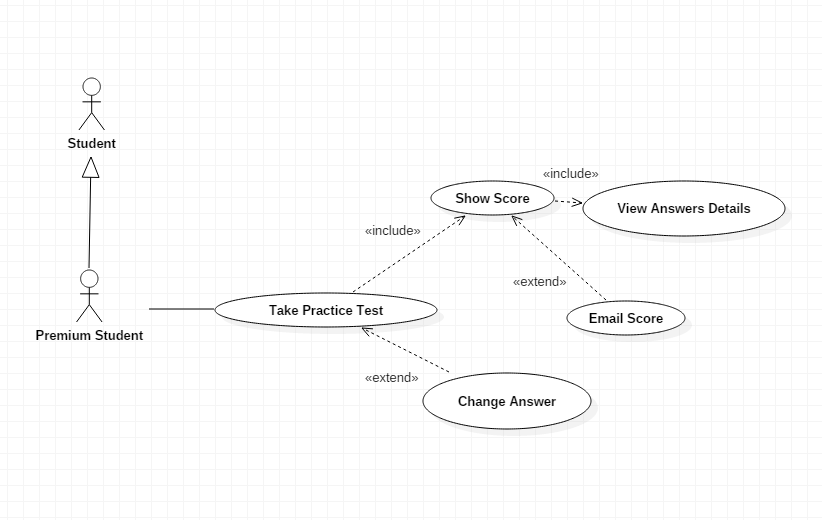 Student
«include»
Show Score
View Answers Details
«include»
«extend»
Take Practice Test
Email Score
Premium Student
«extend»
Change Answer